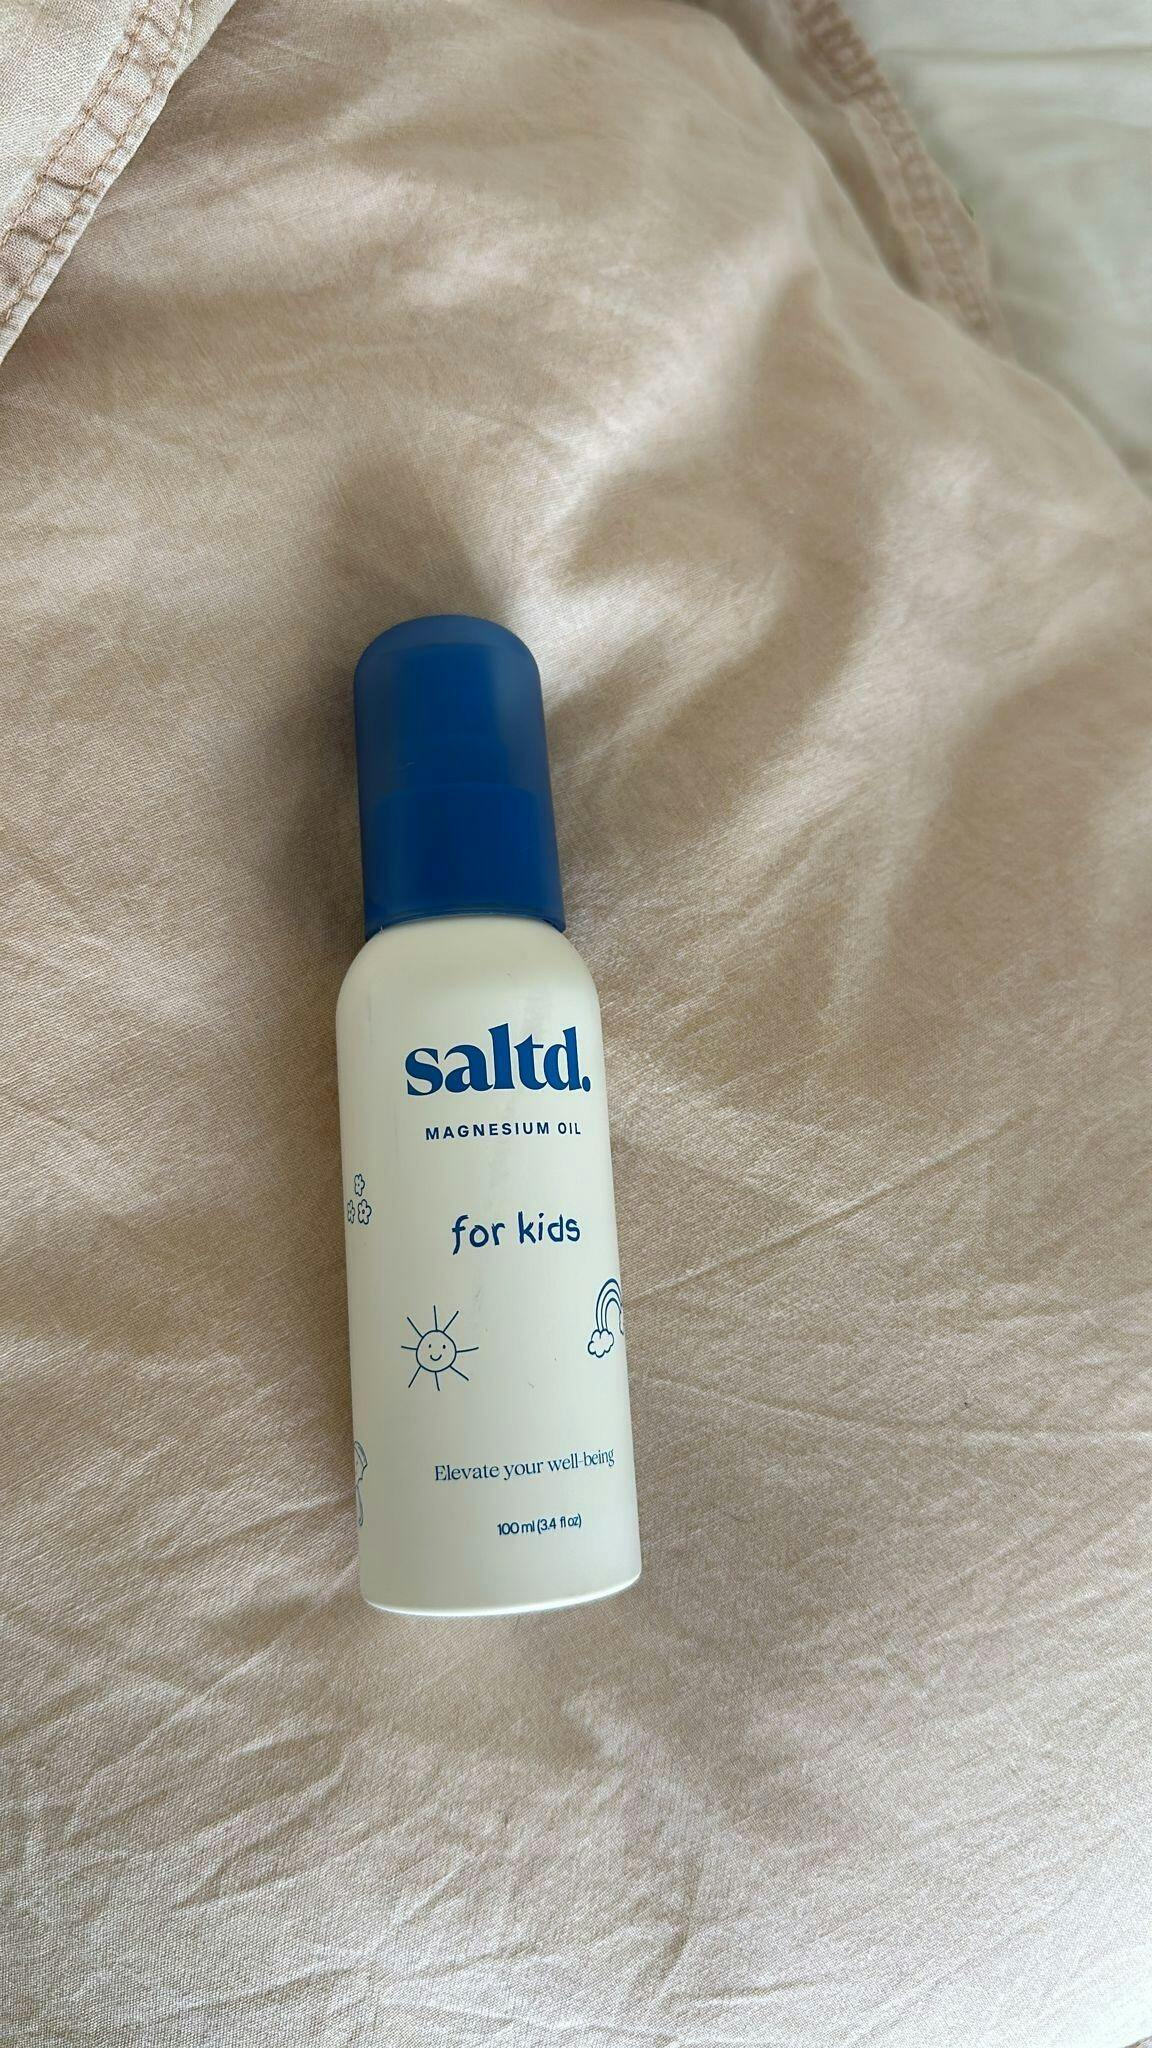 saltd.
MAGNESIUM OIL
for kids
Elevate your well-being
100 ml (3.4 fl oz)